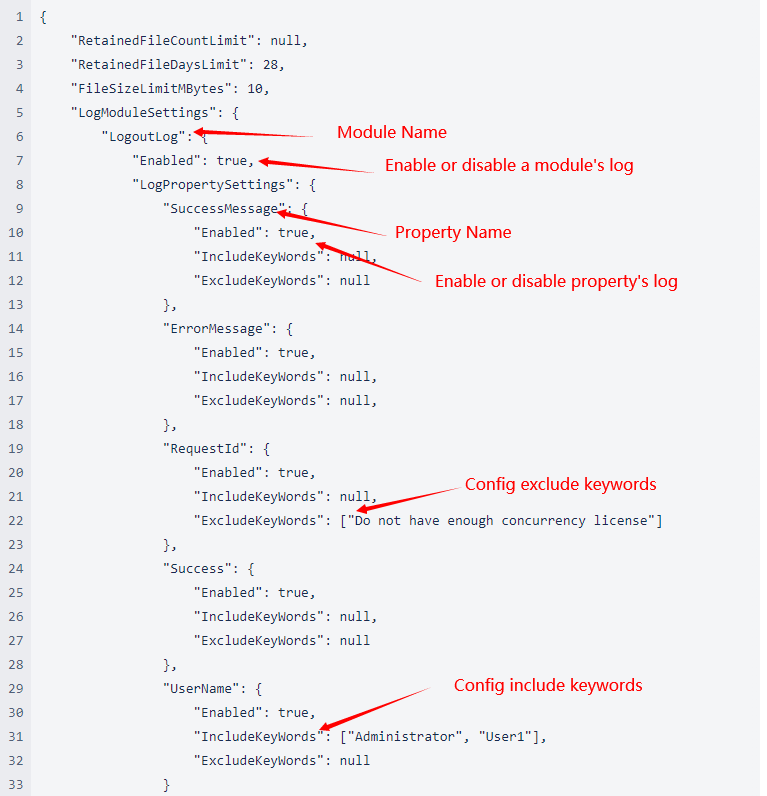 1 {
2 "RetainedFileCountLimit": null,
3 "RetainedFileDaysLimit": 28,
4 "FileSizeLimitMBytes": 10,
5 "LogModuleSettings": {
6 "LogoutLog": { Module Name
7 "Enabled": true, Enable or disable a module's log
8 "LogPropertySettings": {
9 "SuccessMessage": {
10 "Enabled": true, Property Name
11 "IncludeKeyWords": null,
12 "ExcludeKeyWords": null Enable or disable property's log
13 },
14 "ErrorMessage": {
15 "Enabled": true,
16 "IncludeKeyWords": null,
17 "ExcludeKeyWords": null,
18 },
19 "RequestId": {
20 "Enabled": true,
21 "IncludeKeyWords": null, Config exclude keywords
22 "ExcludeKeyWords": ["Do not have enough concurrency license"]
23 },
24 "Success": {
25 "Enabled": true,
26 "IncludeKeyWords": null,
27 "ExcludeKeyWords": null
28 },
29 "UserName": { Config include keywords
30 "Enabled": true,
31 "IncludeKeyWords": ["Administrator", "User1"],
32 "ExcludeKeyWords": null
33 }